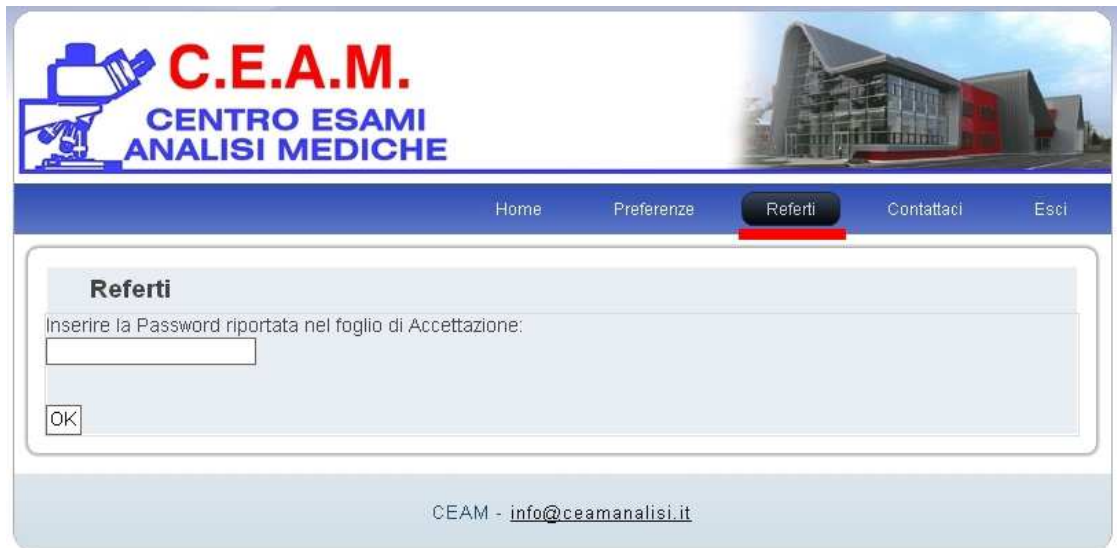 C.E.A.M.
CENTRO ESAMI
ANALISI MEDICHE
Home Preferenze Referti Contattaci Esci
Referti
Inserire la Password riportata nel foglio di Accettazione:
OK
CEAM - info@ceamanalisi.it